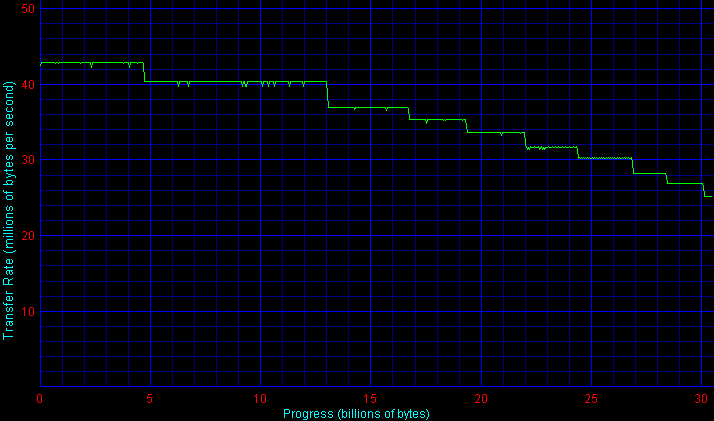 50
40
30
20
10
Transfer Rate (millions of bytes per second)
0 5 10 15 20 25 30
Progress (billions of bytes)